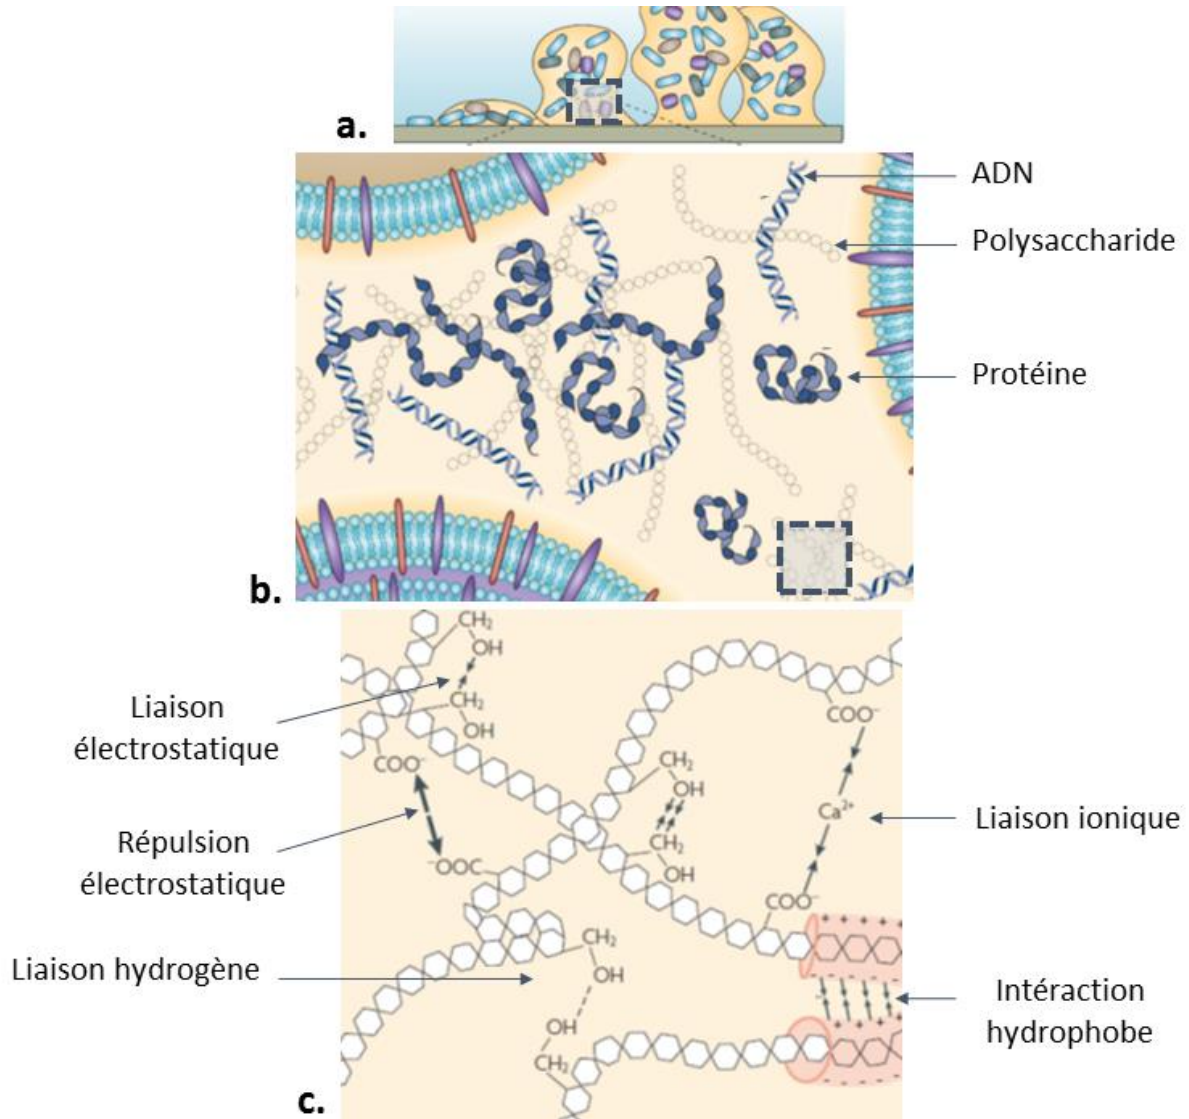 a.
ADN
Polysaccharide
Protéine
b.
CH₂
OH
Liaison
électrostatique
CH₂
OH
COO⁻
COO⁻
CH₂
OH
Ca²⁺
Liaison ionique
Répulsion
électrostatique
CH₂
⁻OOC
OH
COO⁻
+ + + + +
CH₂
Liaison hydrogène
OH
- - - - -
Intéraction
hydrophobe
OH
+ + + + +
CH₂
- - - - -
c.